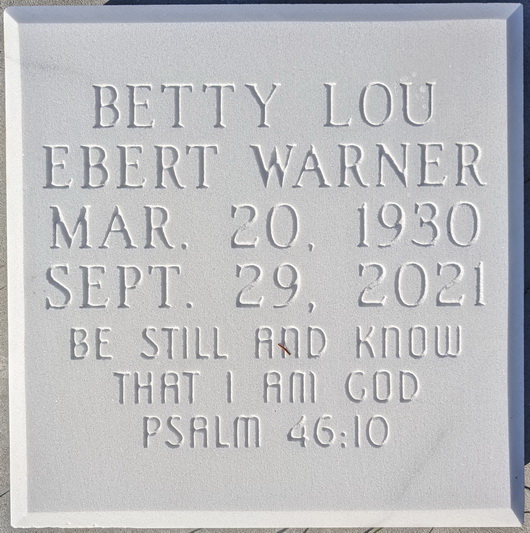 BETTY LOU
EBERT WARNER
MAR. 20, 1930
SEPT. 29, 2021
BE STILL AND KNOW
THAT I AM GOD
PSALM 46:10